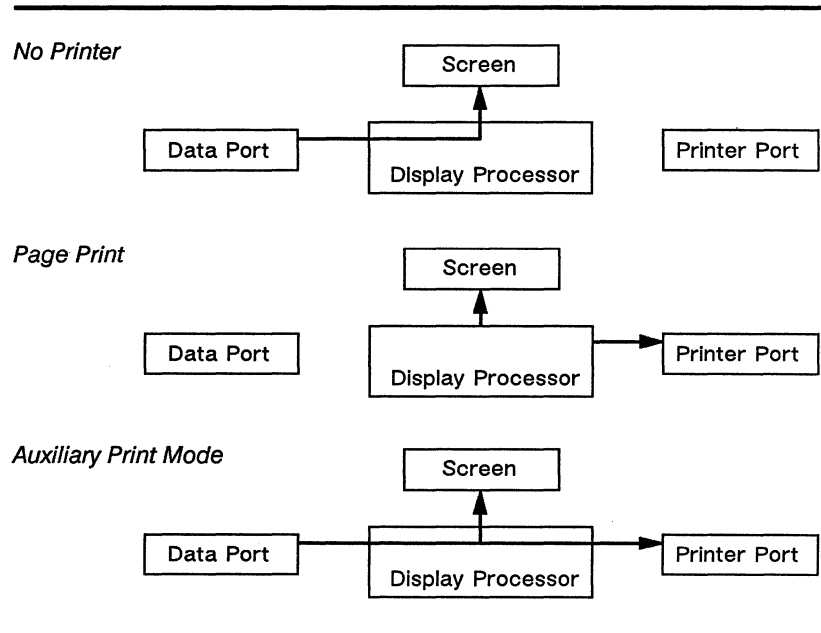 No Printer
Screen
Data Port
Printer Port
Display Processor
Page Print
Screen
Data Port
Printer Port
Display Processor
Auxiliary Print Mode
Screen
Data Port
Printer Port
Display Processor